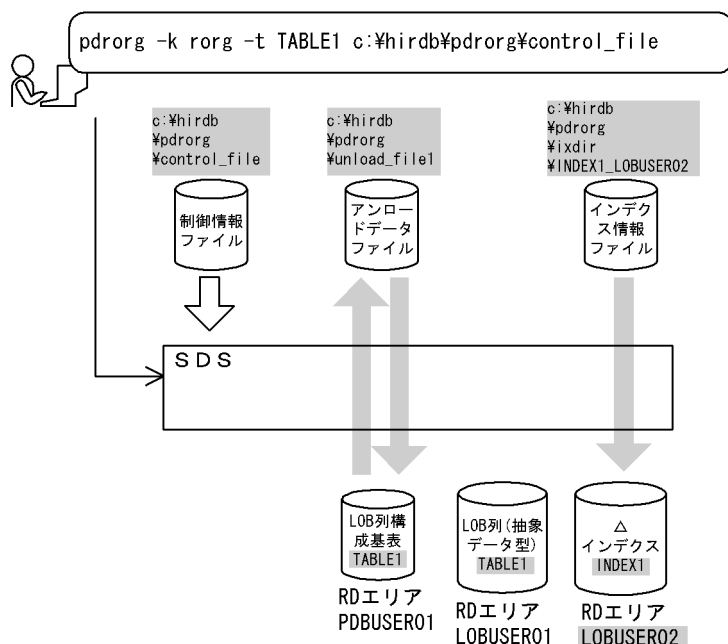 pdrorg -k rorg -t TABLE1 c:¥hirdb¥pdrorg¥control_file
c:¥hirdb
¥pdrorg
¥control_file
c:¥hirdb
¥pdrorg
¥unload_file1
c:¥hirdb
¥pdrorg
¥ixdir
¥INDEX1_LOBUSER02
制御情報
ファイル
アンロー
ドデータ
ファイル
インデク
ス情報
ファイル
SDS
LOB列構
成基表
TABLE1
RDエリア
PDBUSER01
LOB列(抽象
データ型)
TABLE1
RDエリア
LOBUSER01
△
インデクス
INDEX1
RDエリア
LOBUSER02